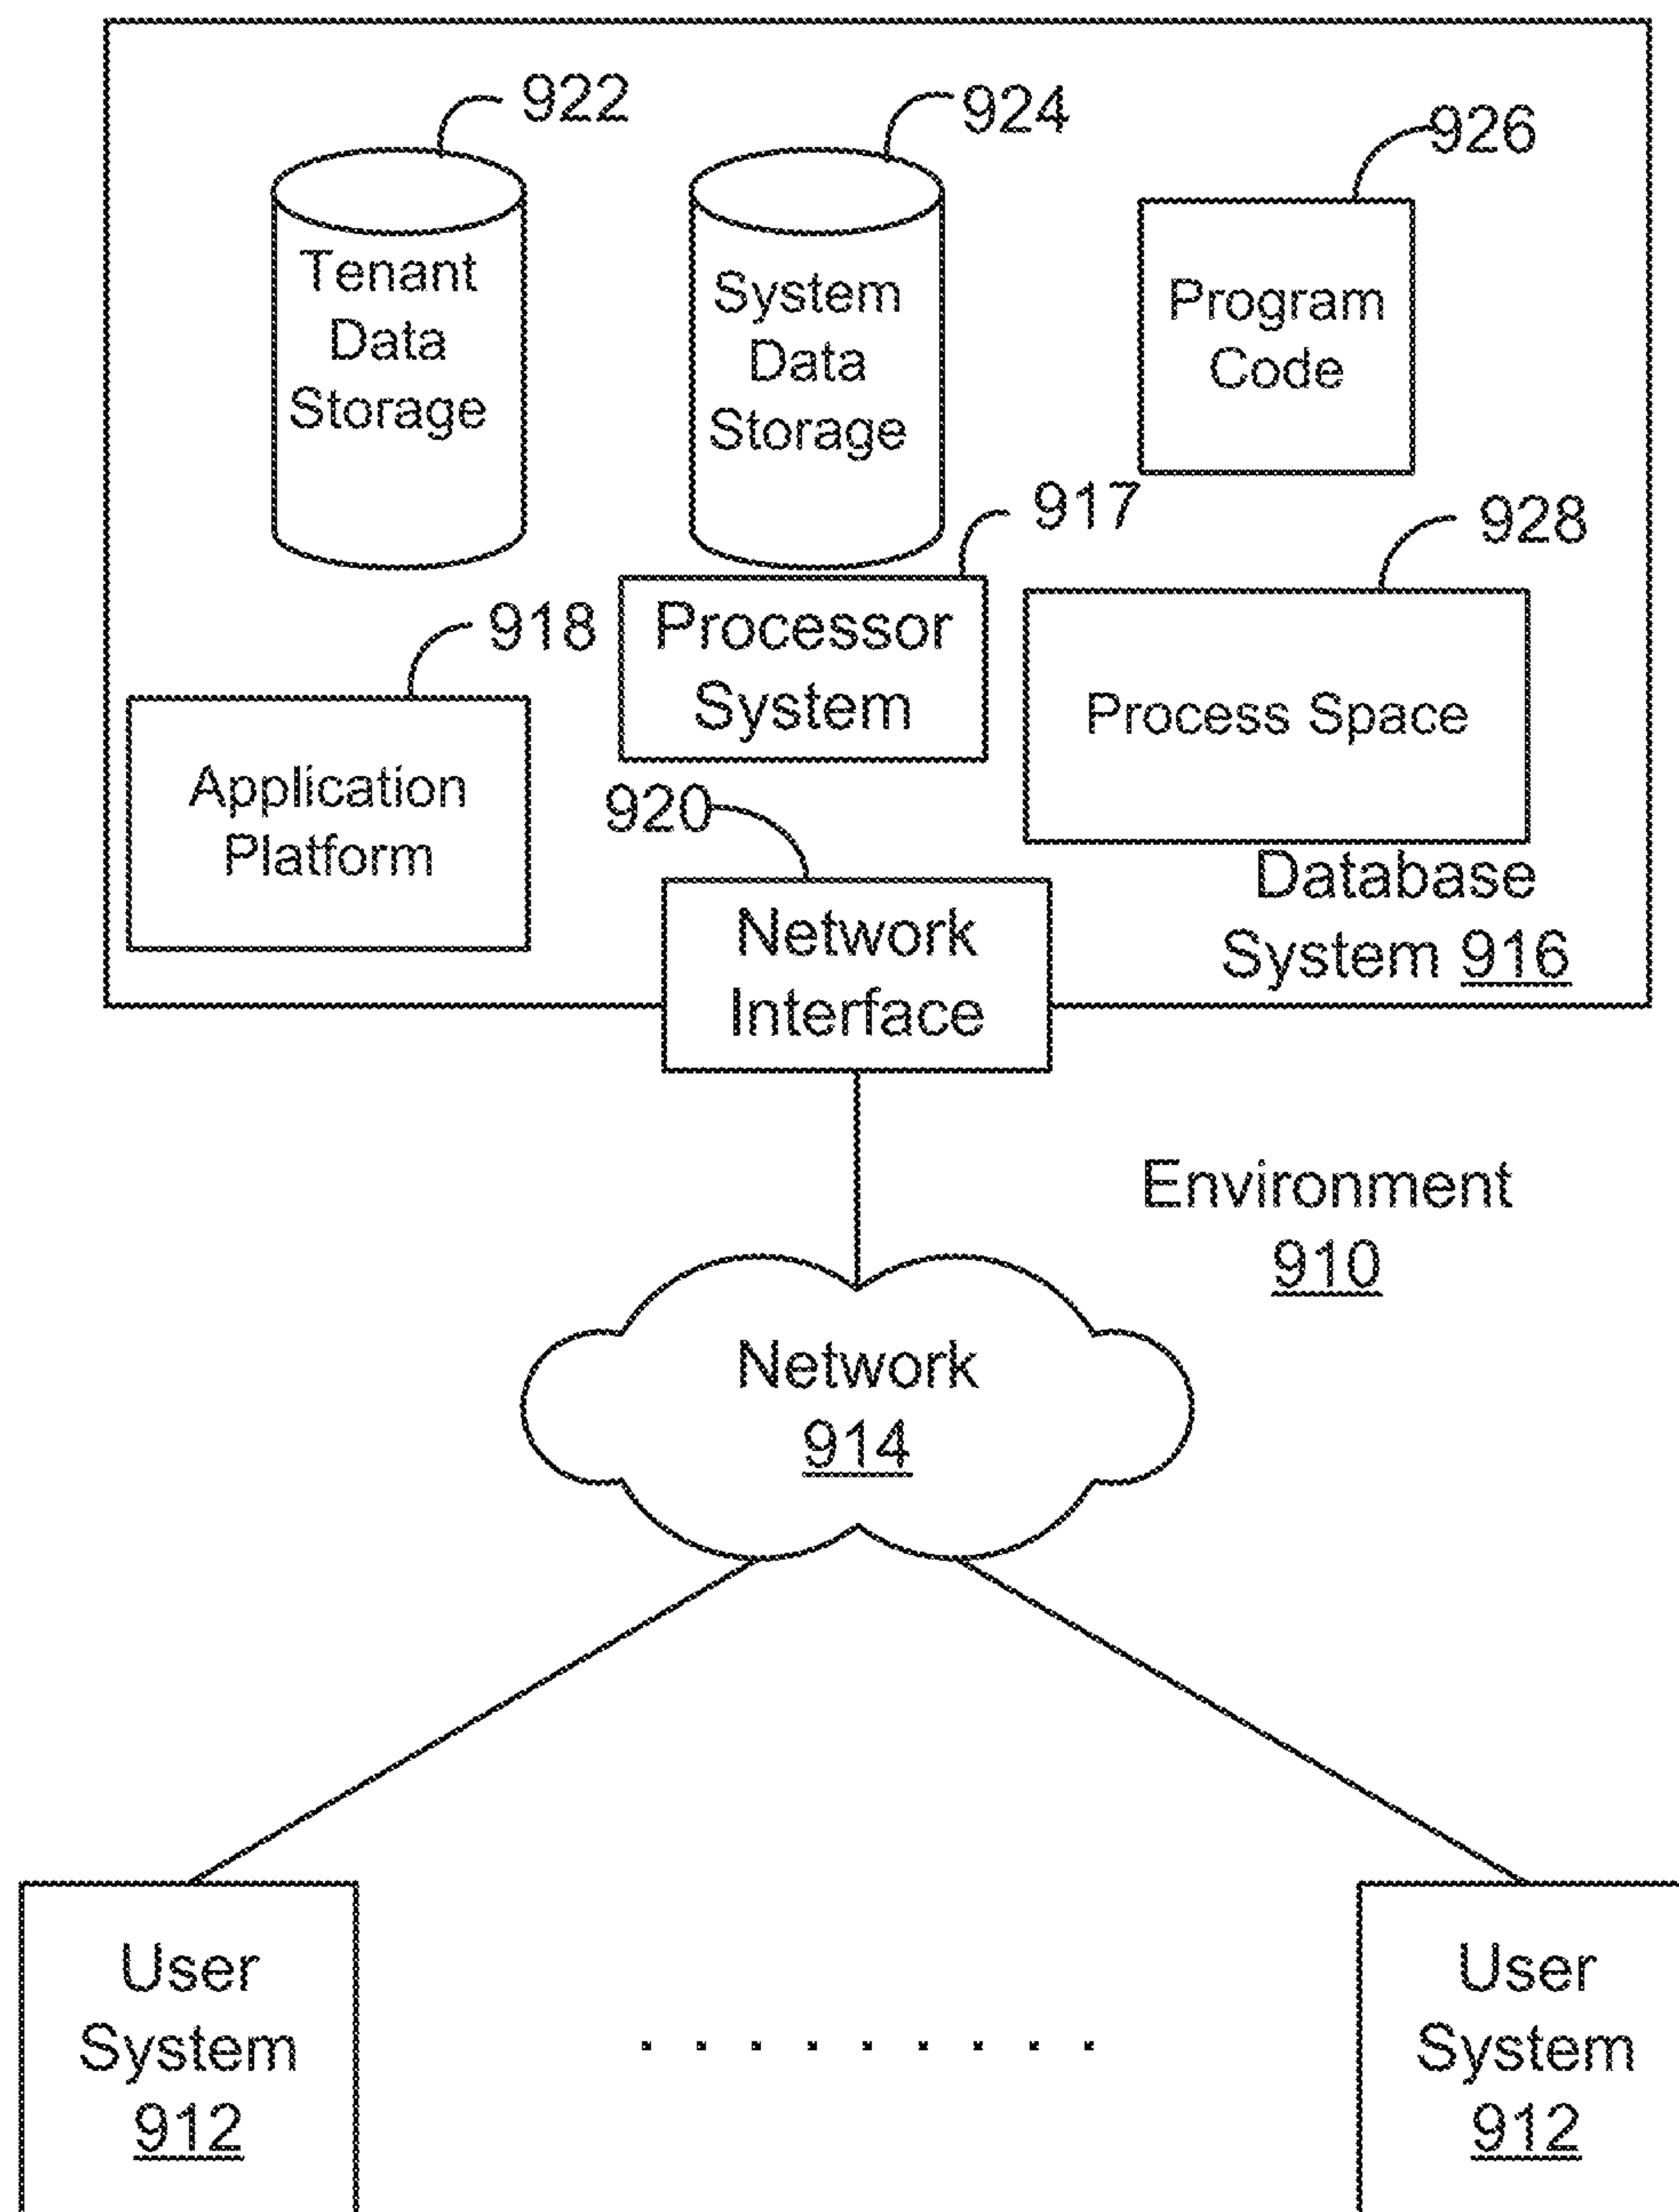 922
924
926
Tenant
Data
Storage
System
Data
Storage
Program
Code
917
928
918
Processor
System
Process Space
Application
Platform
920
Network
Interface
Database
System 916
Environment
910
Network
914
User
System
912
User
System
912